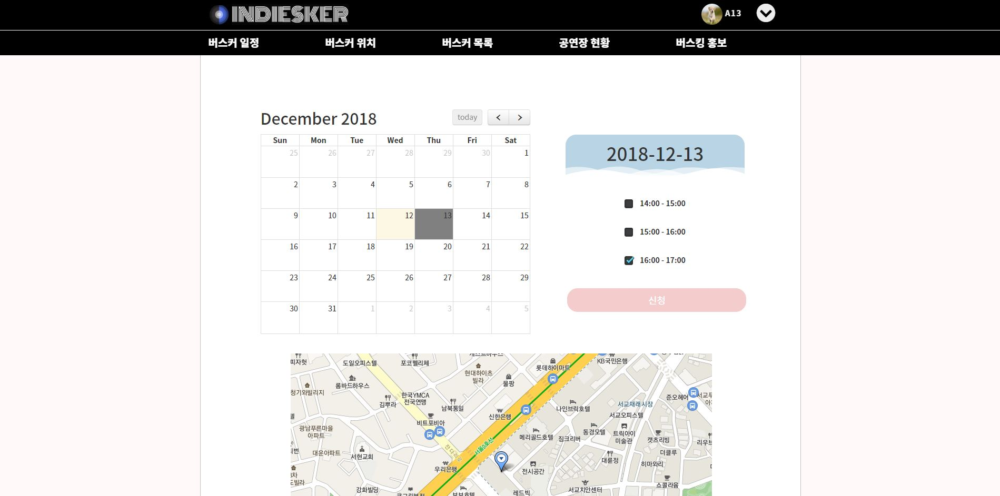 INDIESKER
A13
버스커 일정
버스커 위치
버스커 목록
공연장 현황
버스킹 홍보
December 2018
today
Sun Mon Tue Wed Thu Fri Sat
25 26 27 28 29 30 1
2 3 4 5 6 7 8
9 10 11 12 13 14 15
16 17 18 19 20 21 22
23 24 25 26 27 28 29
30 31 1 2 3 4 5
2018-12-13
14:00 - 15:00
15:00 - 16:00
16:00 - 17:00
신청
피자헛
도일오피스텔
포코펠리체
롯데하이마트
KB국민은행
현대하이츠
빌라
롬바드하우스
물팡
청기와빌리지
한국YMCA
전국연맹
김뿌라
남북통일
신한은행
나인브릭호텔
서교재래시장
준오헤어
서교오피스텔
비트포비아
광남푸른마을
아파트
메리골드호텔
짐크리버
동경모텔
트릭아이
미술관
캣츠리빙
서울2호선
잔다리로
대운아파트
서현교회
더클루
대륜정
히마와리
우리은행
전시공간
강화빌딩
레드빅
서교치안센터
쇼콜라윰